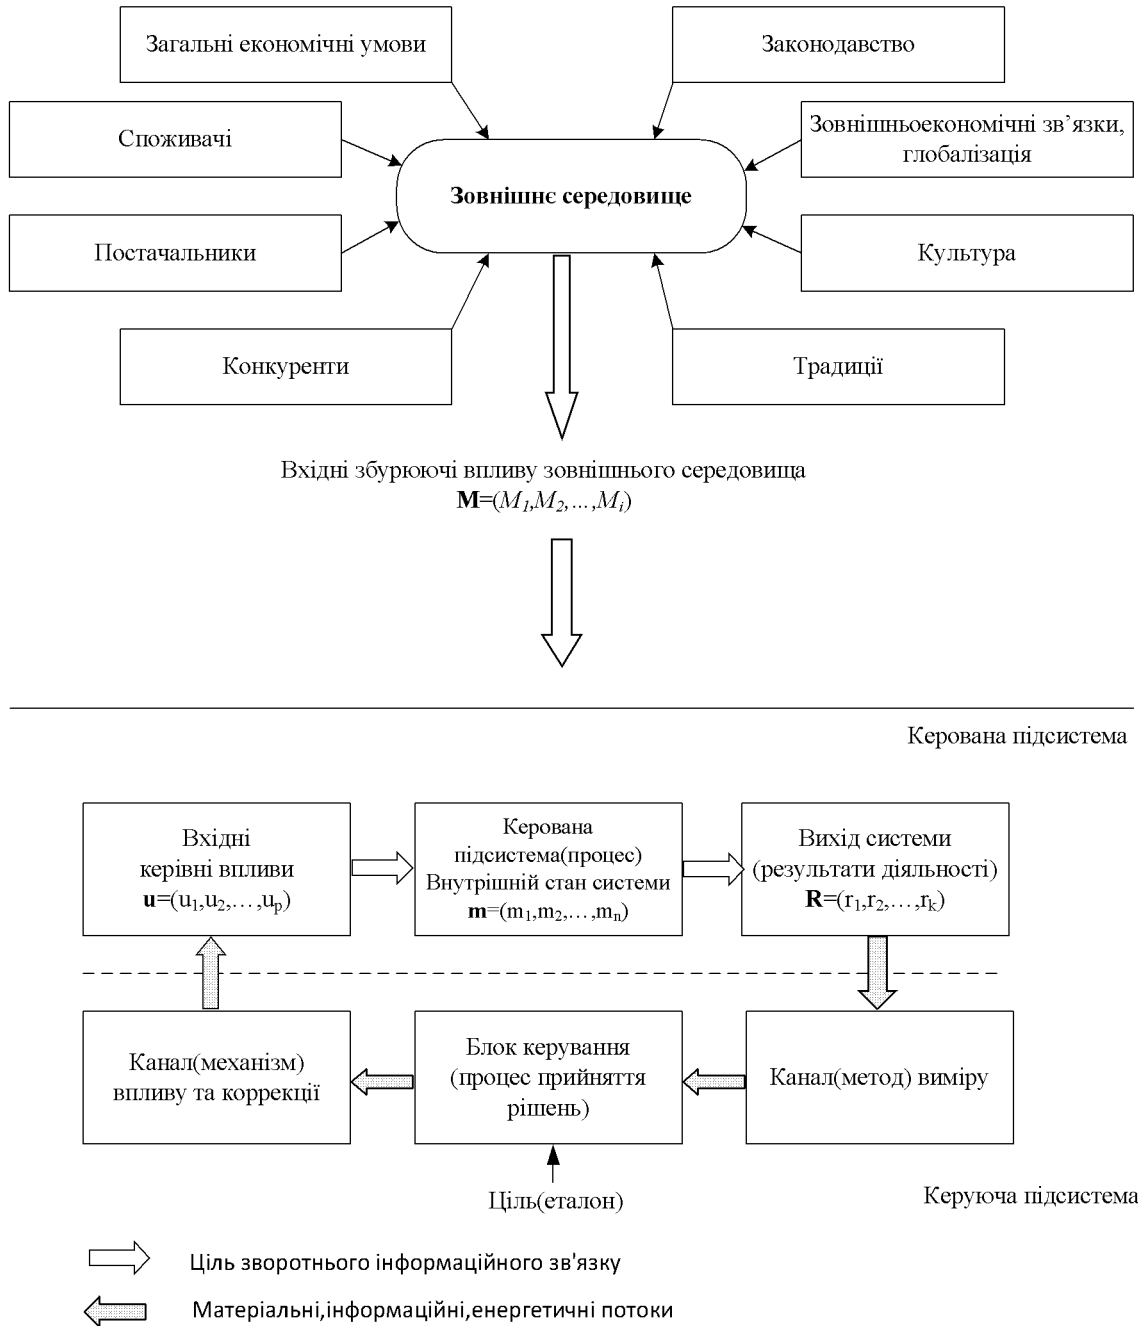 Загальні економічні умови
Законодавство
Споживачі
Зовнішньоекономічні зв’язки,
глобалізація
Зовнішнє середовище
Постачальники
Культура
Конкуренти
Традиції
Вхідні збурюючі впливу зовнішнього середовища
M=(M1,M2,…,Mi)
Керована підсистема
Вхідні
керівні впливи
u=(u1,u2,…,up)
Керована
підсистема(процес)
Внутрішній стан системи
m=(m1,m2,…,mn)
Вихід системи
(результати діяльності)
R=(r1,r2,…,rk)
Канал(механізм)
впливу та коррекції
Блок керування
(процес прийняття
рішень)
Канал(метод) виміру
Ціль(еталон)
Керуюча підсистема
Ціль зворотнього інформаційного зв'язку
Матеріальні,інформаційні,енергетичні потоки